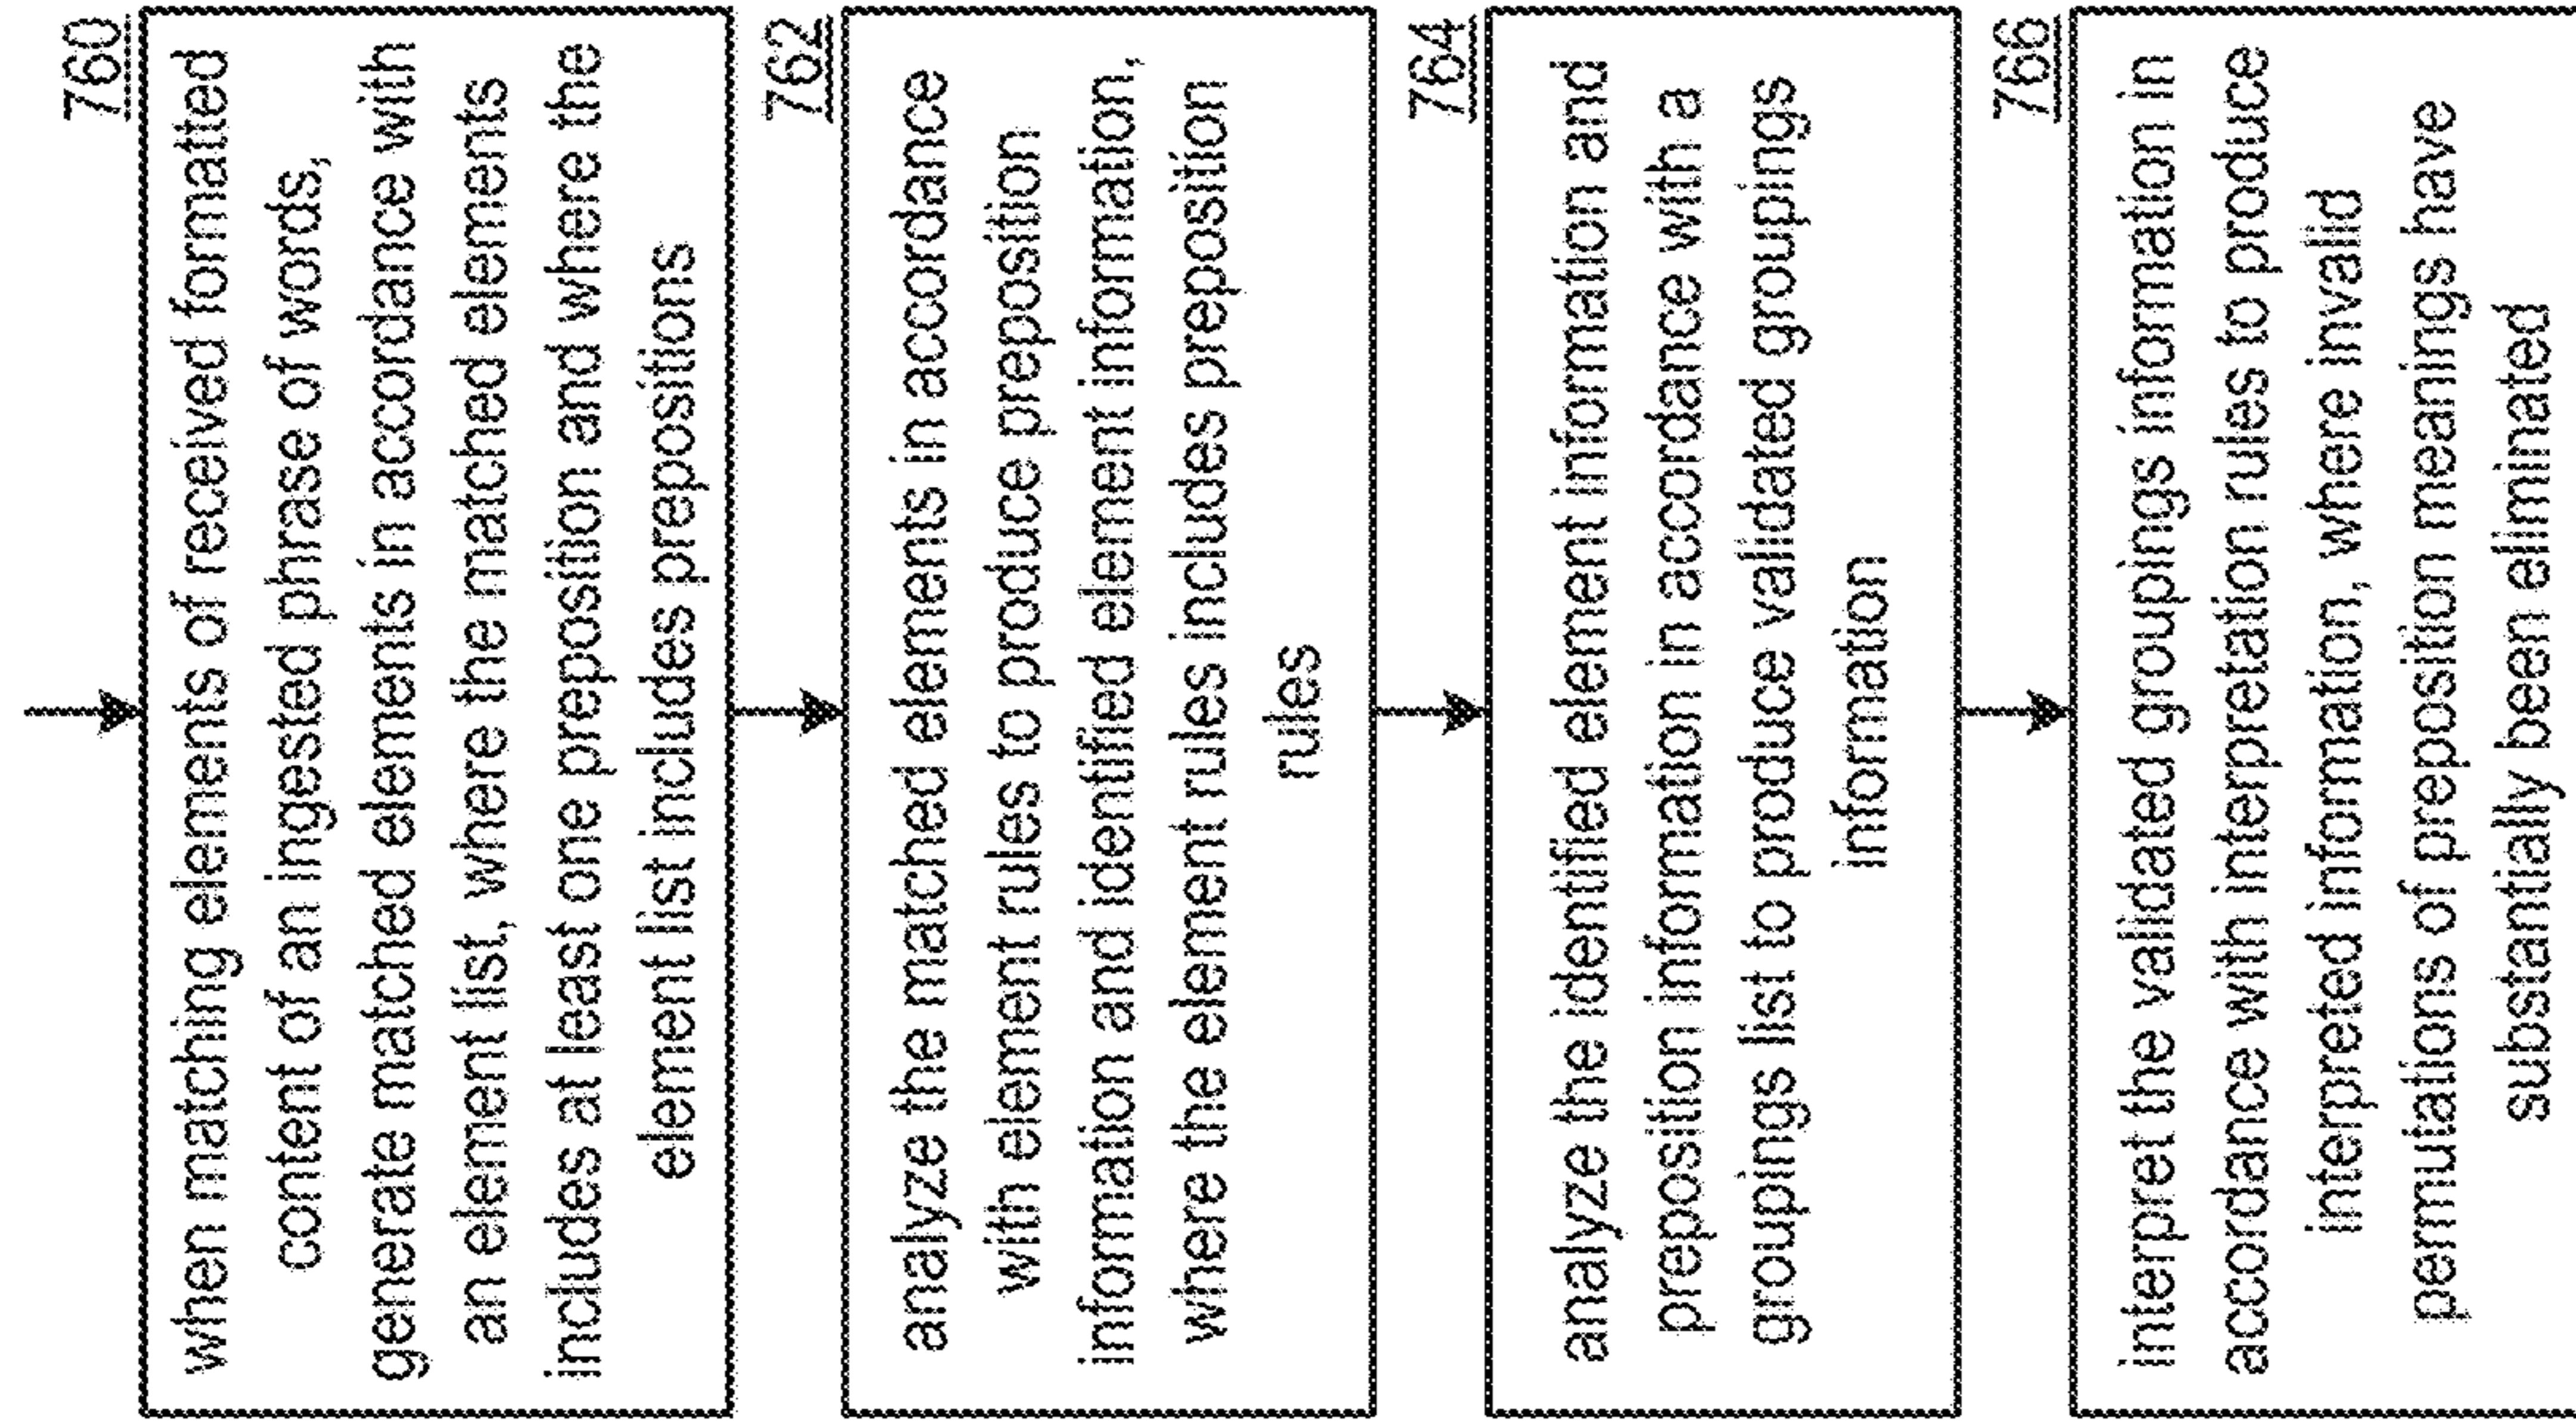 760
when matching elements of received formatted
content of an ingested phrase of words,
generate matched elements in accordance with
an element list, where the matched elements
includes at least one preposition and where the
element list includes prepositions
762
analyze the matched elements in accordance
with element rules to produce preposition
information and identified element information,
where the element rules includes preposition
rules
764
analyze the identified element information and
preposition information in accordance with a
groupings list to produce validated groupings
information
766
interpret the validated groupings information in
accordance with interpretation rules to produce
interpreted information, where invalid
permutations of preposition meanings have
substantially been eliminated